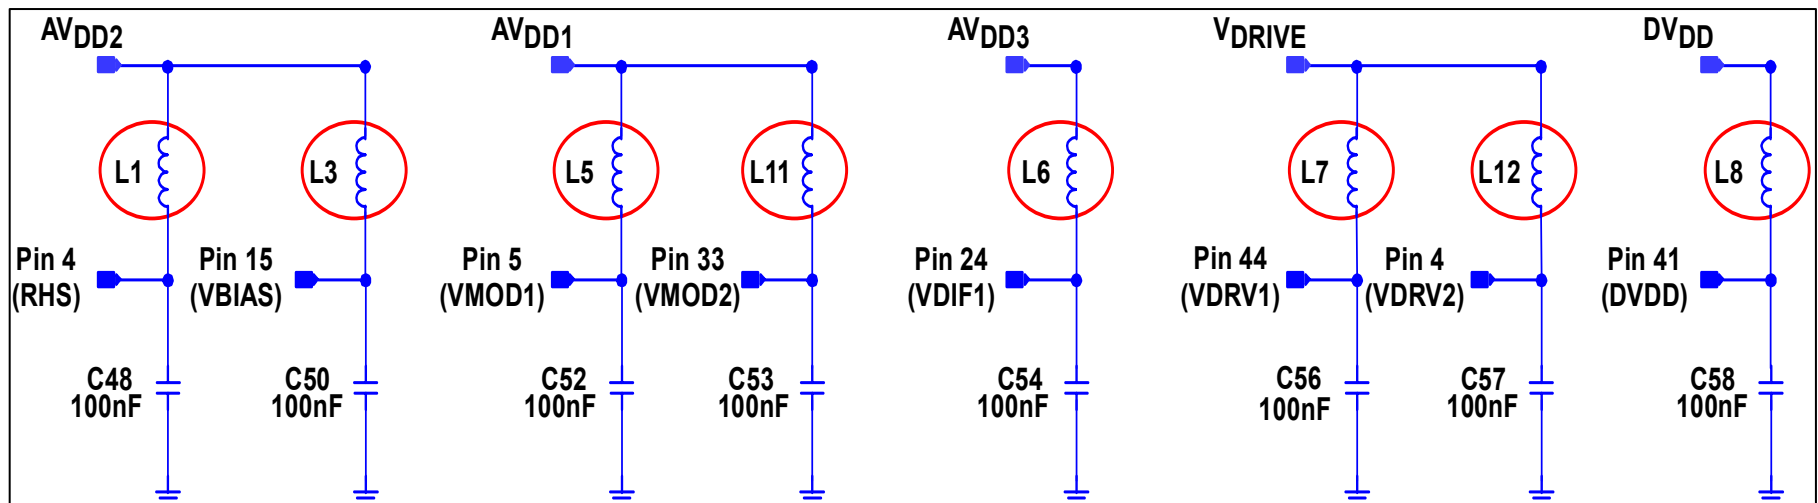 AVDD2
AVDD1
AVDD3
VDRIVE
DVDD
L1
L3
L5
L11
L6
L7
L12
L8
Pin 4
(RHS)
Pin 15
(VBIAS)
Pin 5
(VMOD1)
Pin 33
(VMOD2)
Pin 24
(VDIF1)
Pin 44
(VDRV1)
Pin 4
(VDRV2)
Pin 41
(DVDD)
C48
100nF
C50
100nF
C52
100nF
C53
100nF
C54
100nF
C56
100nF
C57
100nF
C58
100nF